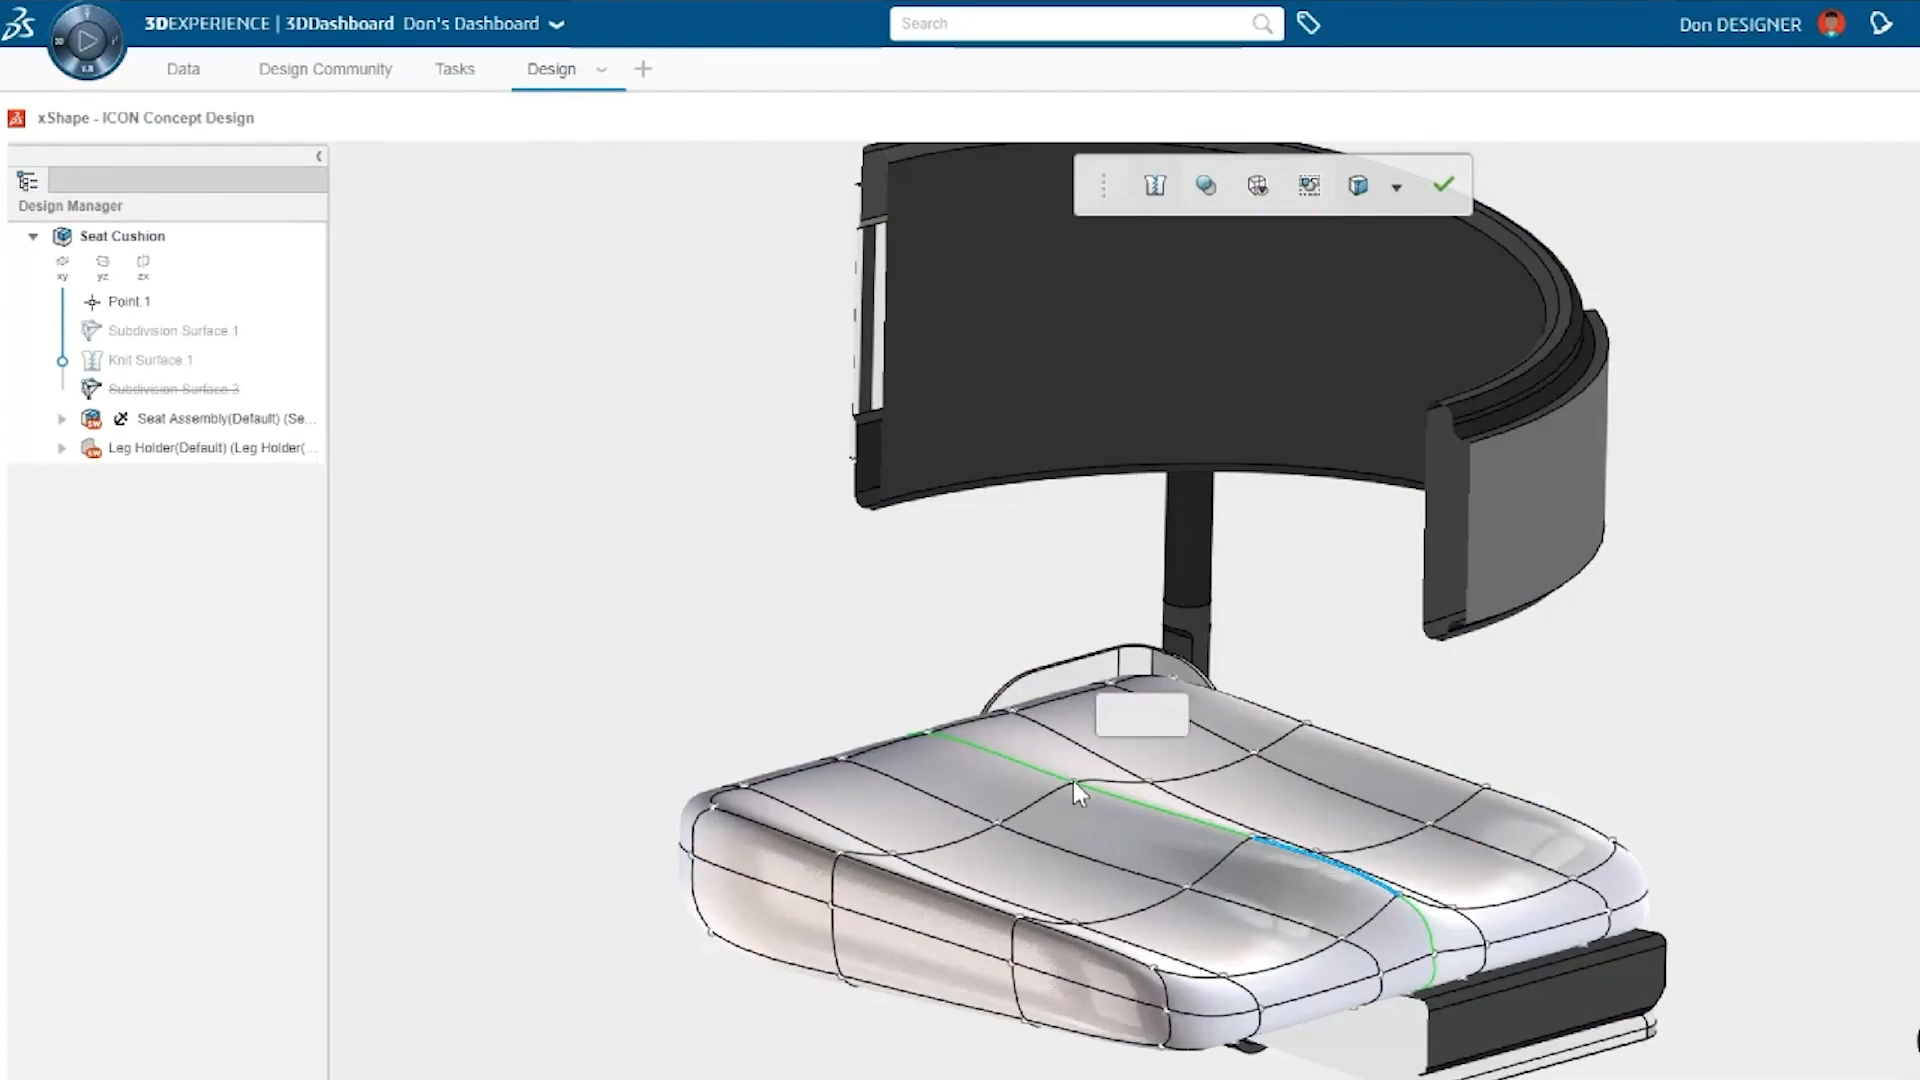 3DEXPERIENCE | 3DDashboard Don's Dashboard
Search
Don DESIGNER
Data
Design Community
Tasks
Design
xShape - ICON Concept Design
Design Manager
Seat Cushion
xy yz zx
Point.1
Subdivision Surface.1
Knit Surface.1
Subdivision Surface.3
Seat Assembly(Default) (Se...
Leg Holder(Default) (Leg Holder(...